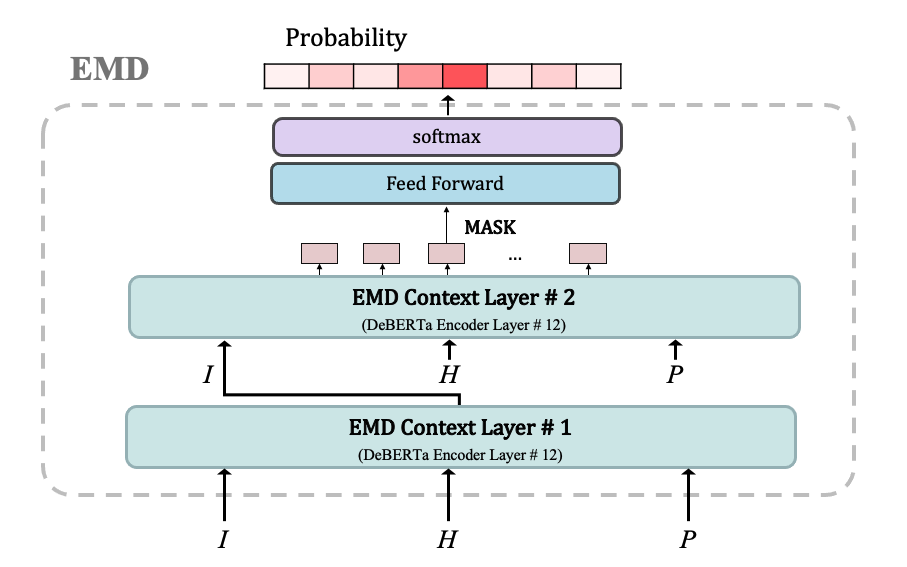 Probability
EMD
softmax
Feed Forward
MASK
...
EMD Context Layer # 2
(DeBERTa Encoder Layer # 12)
I H P
EMD Context Layer # 1
(DeBERTa Encoder Layer # 12)
I H P